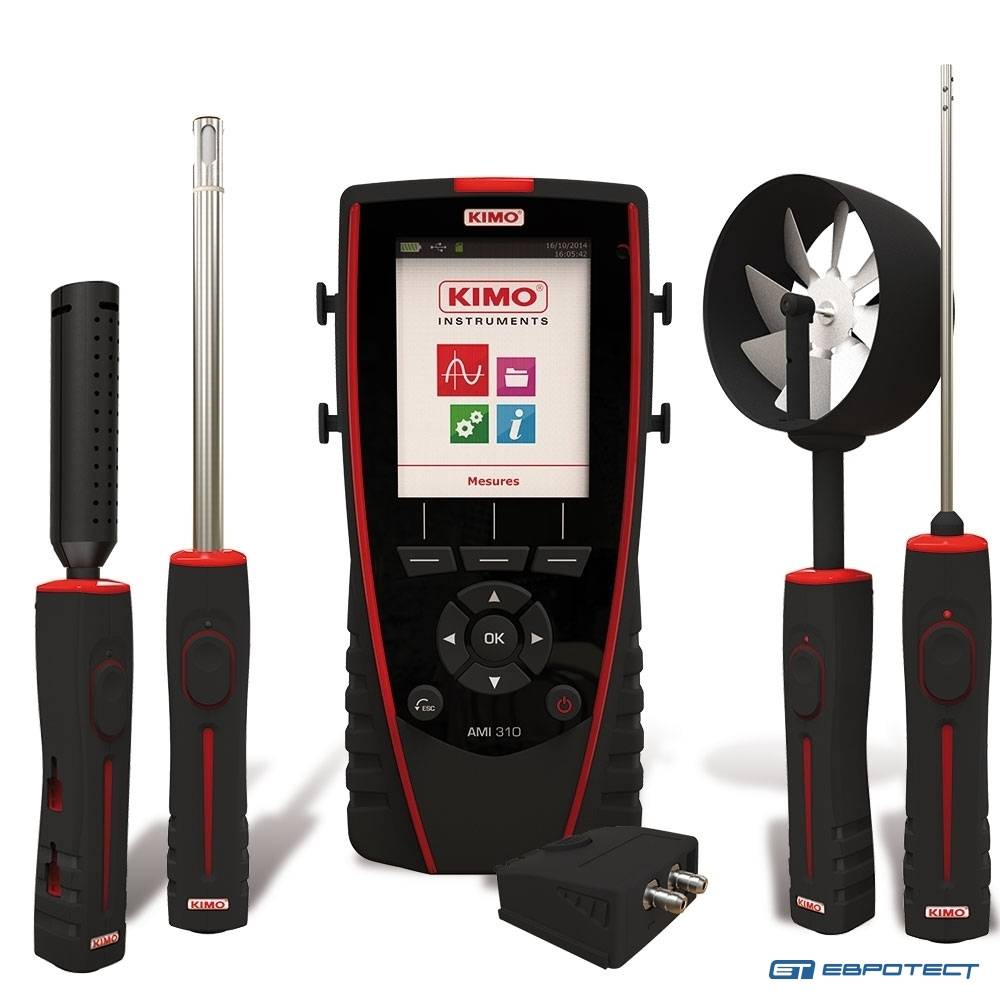 KIMO®
16/10/2014
16:05:42
KIMO®
INSTRUMENTS
i
Mesures
OK
ESC
AMI 310
KIMO
KIMO
KIMO
KIMO
ET ЕВРОТЕСТ